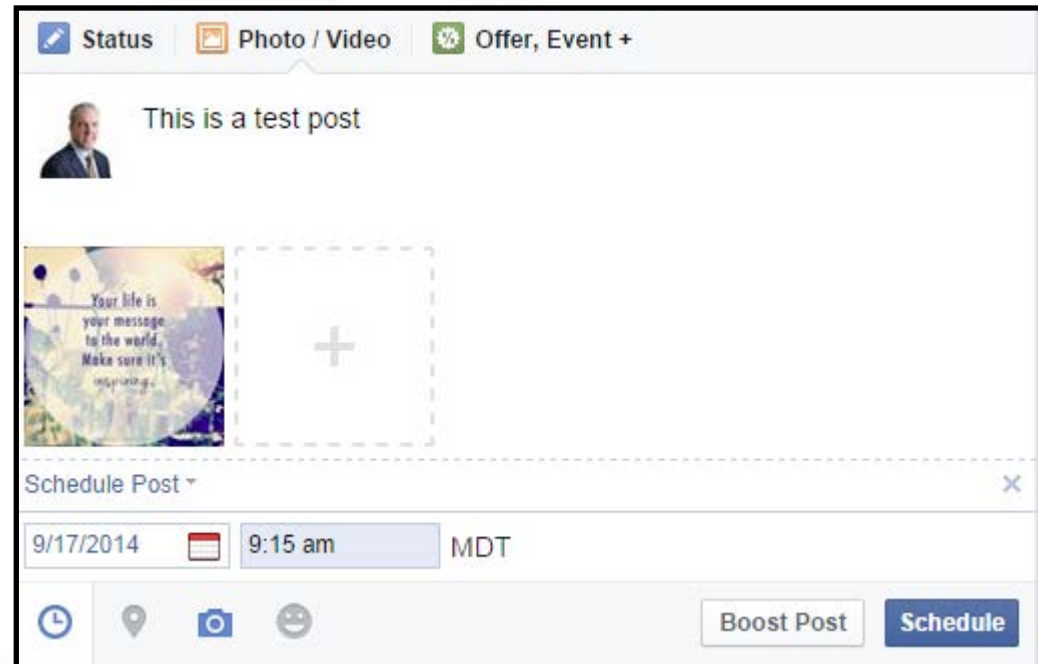 Status Photo / Video Offer, Event +
This is a test post
Your life is
your message
to the world.
Make sure it's
inspiring.
Schedule Post
9/17/2014 9:15 am MDT
Boost Post Schedule